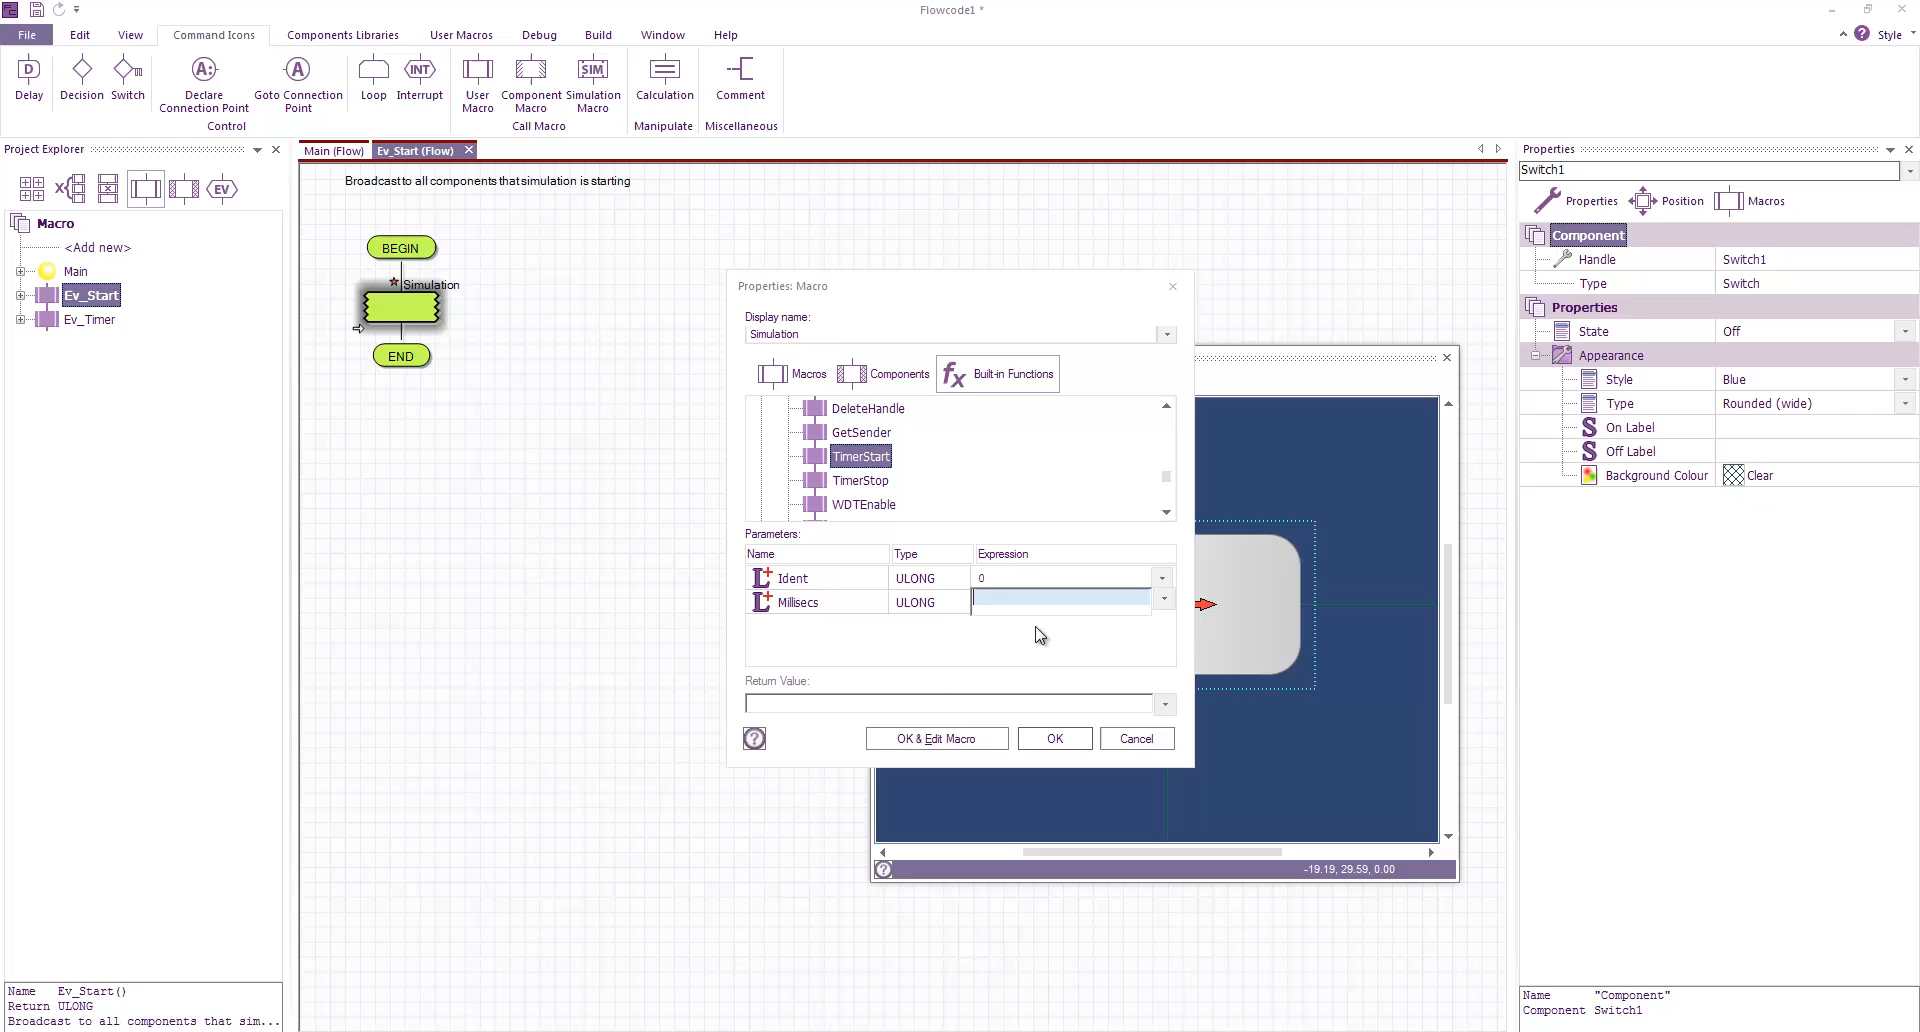 Flowcode1 *
File Edit View Command Icons Components Libraries User Macros Debug Build Window Help
Style
D A: A INT SIM
Delay Decision Switch Declare Connection Point Goto Connection Point Loop Interrupt User Macro Component Macro Simulation Macro Calculation Comment
Control Call Macro Manipulate Miscellaneous
Project Explorer
EV
Macro
<Add new>
Main
Ev_Start
Ev_Timer
Name Ev_Start()
Return ULONG
Broadcast to all components that sim...
Main (Flow) Ev_Start (Flow)
Broadcast to all components that simulation is starting
BEGIN
Simulation
END
Properties: Macro
Display name:
Simulation
Macros Components fx Built-in Functions
DeleteHandle
GetSender
TimerStart
TimerStop
WDTEnable
Parameters:
Name Type Expression
Ident ULONG 0
Millisecs ULONG
Return Value:
OK & Edit Macro OK Cancel
-19.19, 29.59, 0.00
Properties
Switch1
Properties Position Macros
Component
Handle Switch1
Type Switch
Properties
State Off
Appearance
Style Blue
Type Rounded (wide)
On Label
Off Label
Background Colour Clear
Name "Component"
Component Switch1